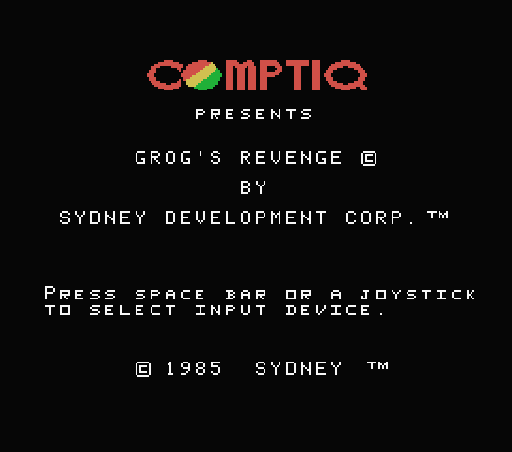 COMPTIQ
PRESENTS
GROG'S REVENGE ©
BY
SYDNEY DEVELOPMENT CORP.™
PRESS SPACE BAR OR A JOYSTICK
TO SELECT INPUT DEVICE.
© 1985 SYDNEY ™